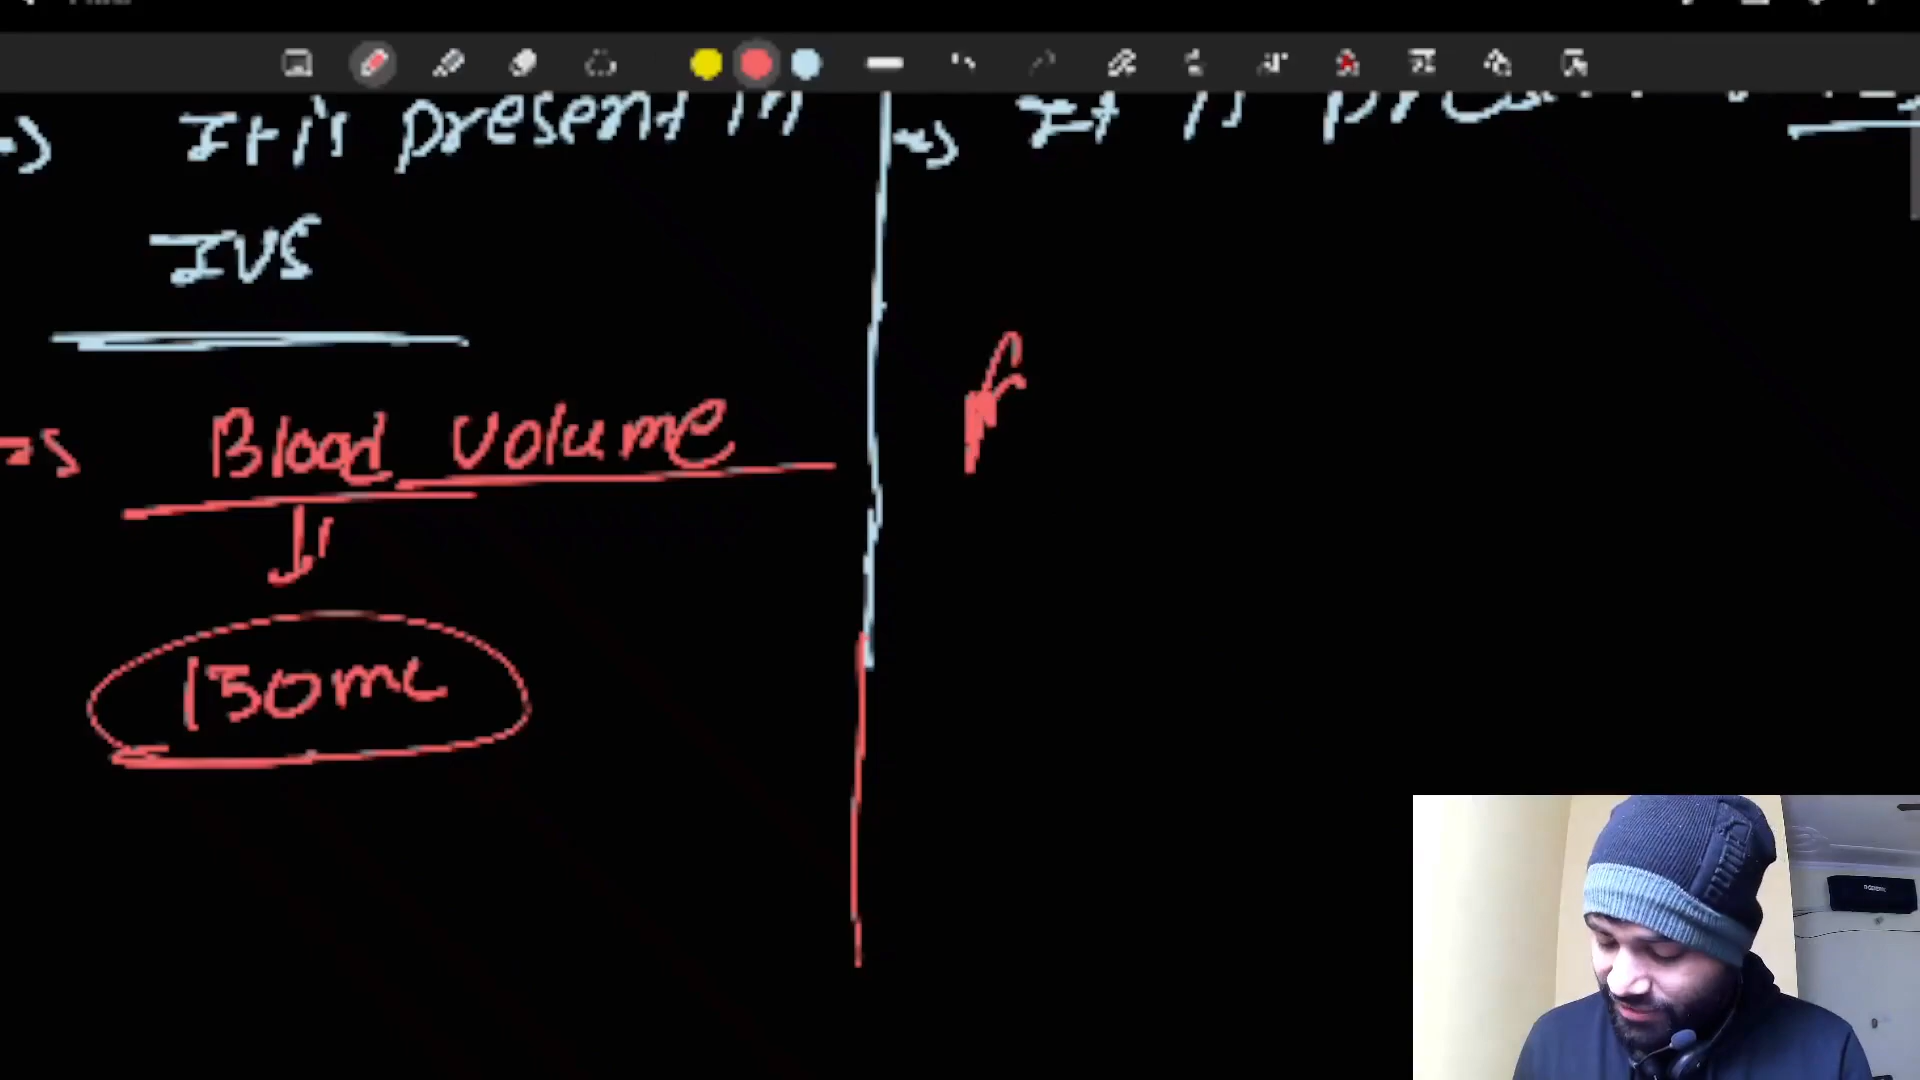 It is present in
It is
IVS
Blood volume
150ml